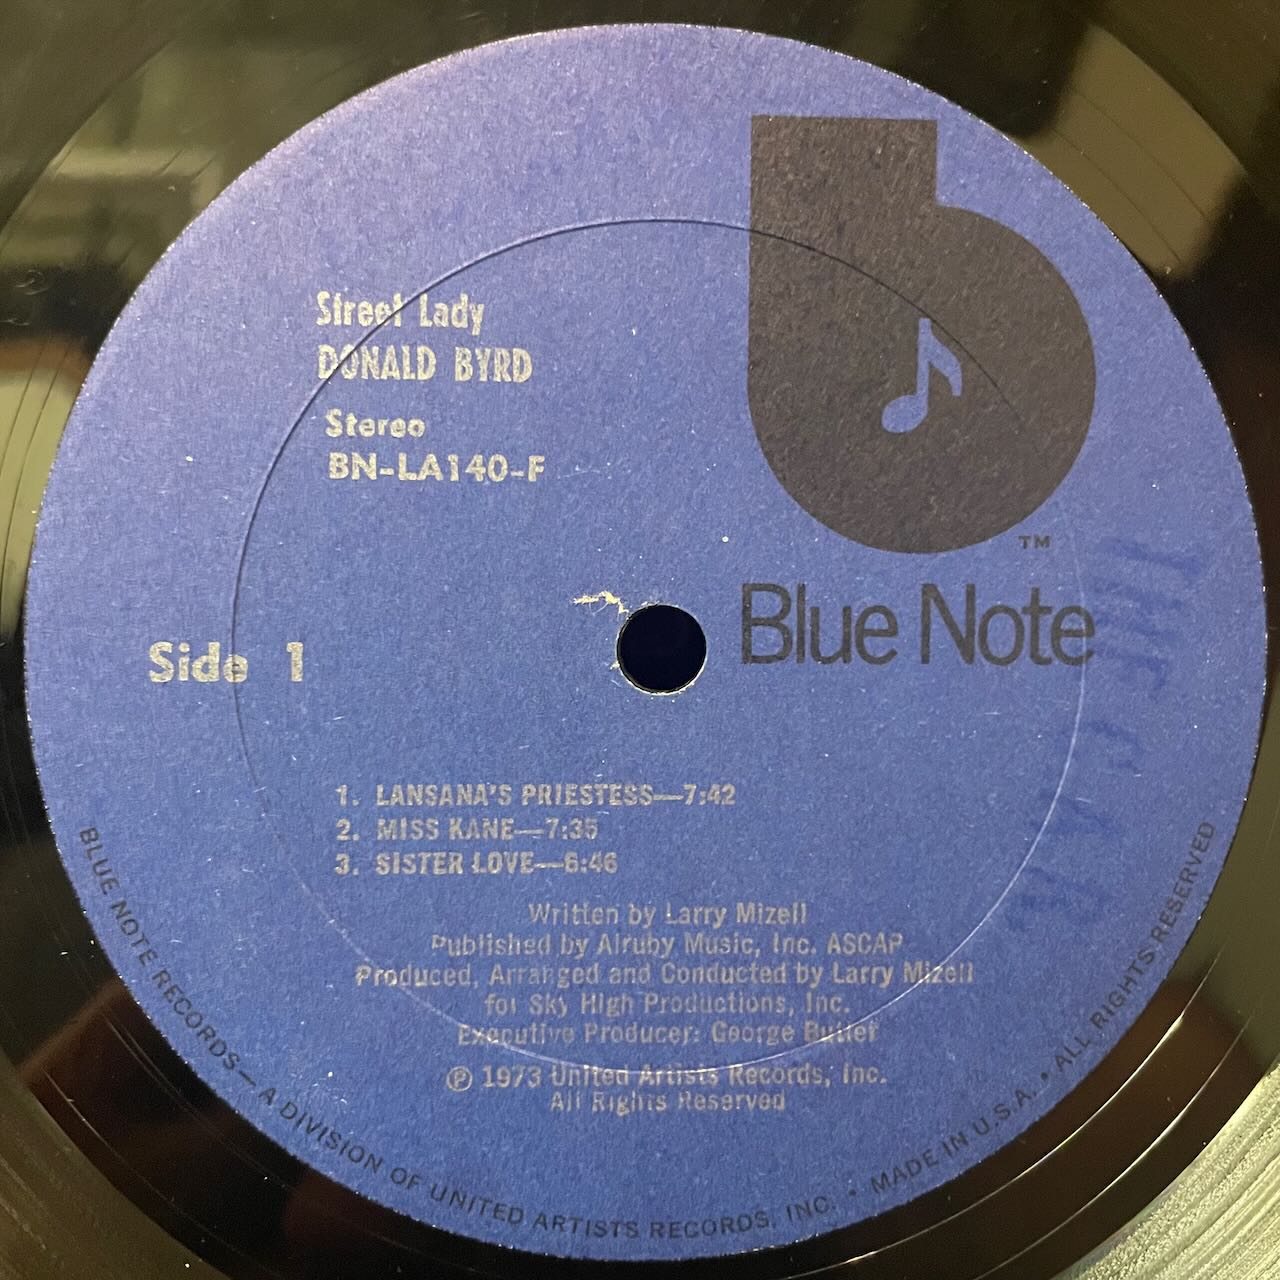 Street Lady
DONALD BYRD
Stereo
BN-LA140-F
TM
Blue Note
Side 1
1. LANSANA'S PRIESTESS—7:42
2. MISS KANE—7:35
3. SISTER LOVE—6:46
Written by Larry Mizell
Published by Alruby Music, Inc. ASCAP
Produced, Arranged and Conducted by Larry Mizell
for Sky High Productions, Inc.
Executive Producer: George Butler
℗ 1973 United Artists Records, Inc.
All Rights Reserved
BLUE NOTE RECORDS—A DIVISION OF UNITED ARTISTS RECORDS, INC. • MADE IN U.S.A. • ALL RIGHTS RESERVED